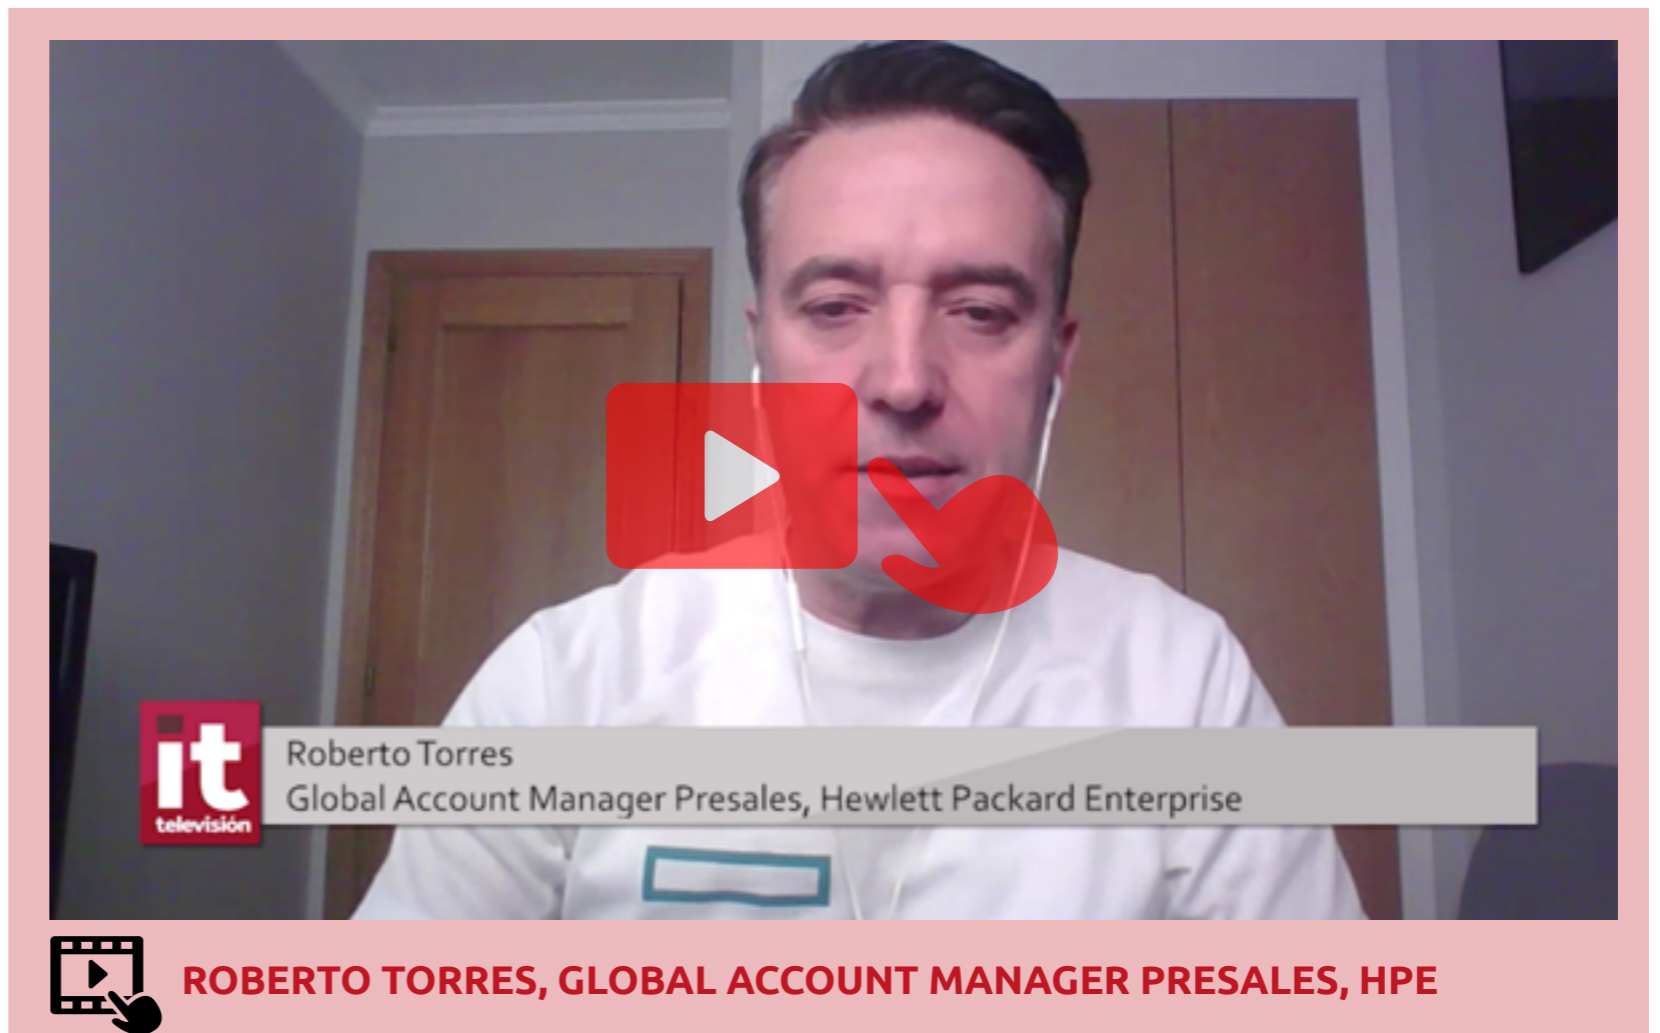 it
televisión
Roberto Torres
Global Account Manager Presales, Hewlett Packard Enterprise
ROBERTO TORRES, GLOBAL ACCOUNT MANAGER PRESALES, HPE